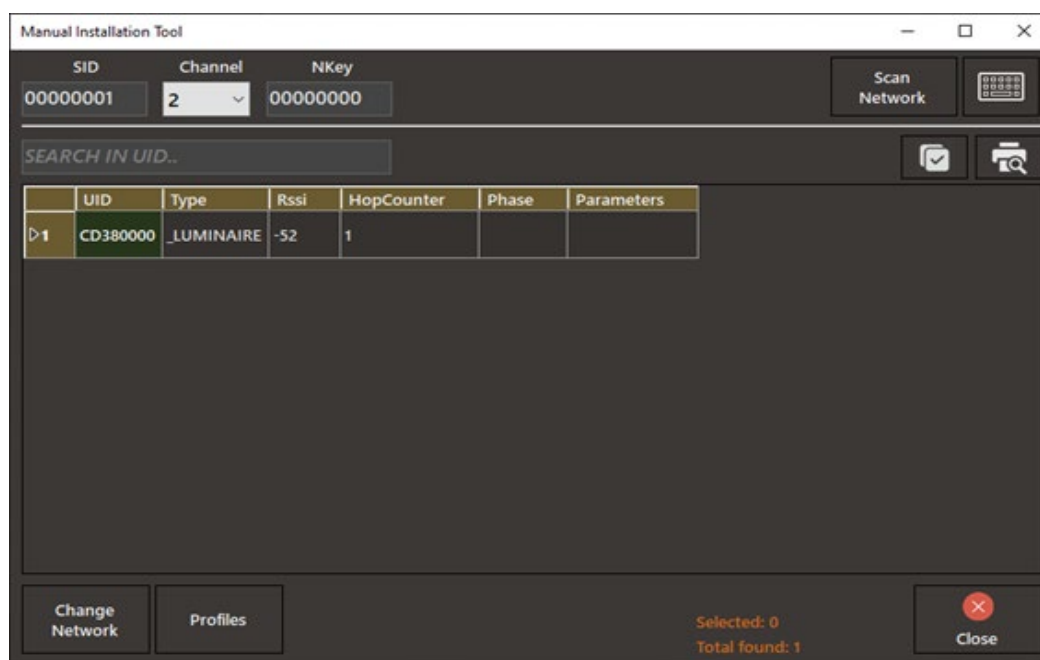 Manual Installation Tool
SID Channel NKey
00000001 2 00000000
Scan
Network
SEARCH IN UID..
UID Type Rssi HopCounter Phase Parameters
1 CD380000 _LUMINAIRE -52 1
Change
Network
Profiles
Selected: 0
Total found: 1
Close